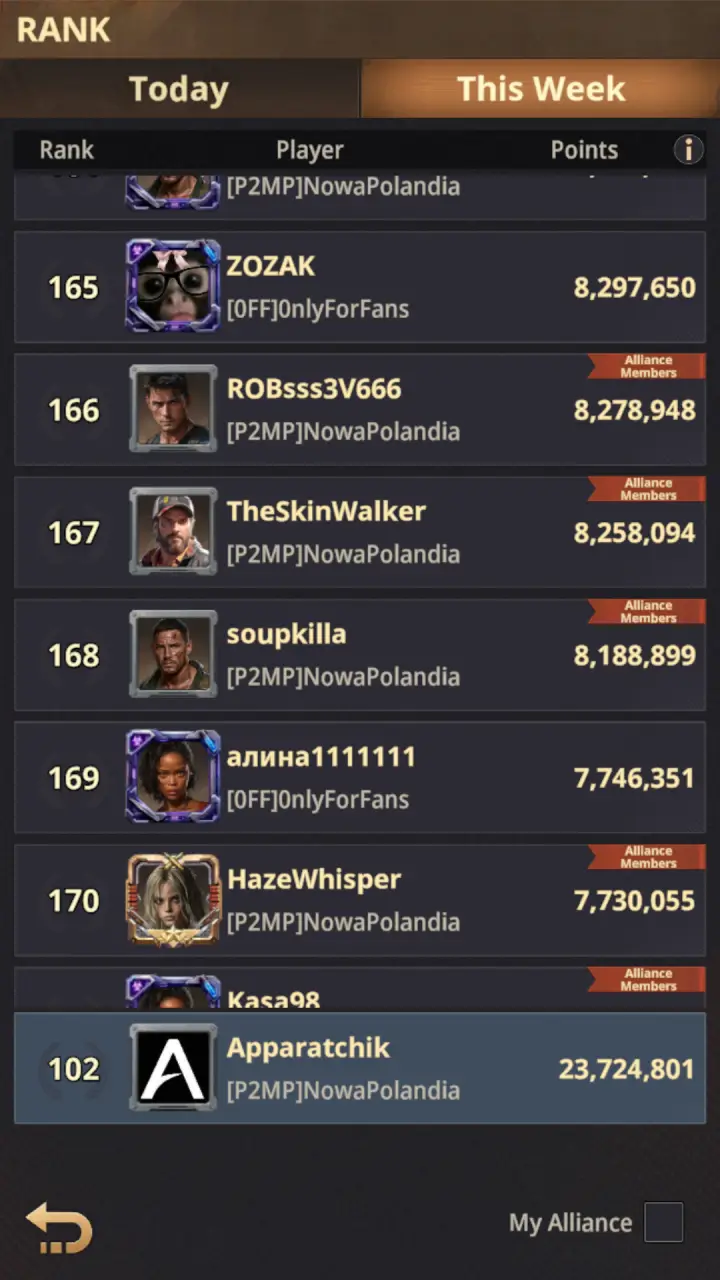 RANK
Today
This Week
Rank
Player
Points
i
[P2MP]NowaPolandia
165
ZOZAK
[0FF]0nlyForFans
8,297,650
Alliance
Members
166
ROBsss3V666
[P2MP]NowaPolandia
8,278,948
Alliance
Members
167
TheSkinWalker
[P2MP]NowaPolandia
8,258,094
Alliance
Members
168
soupkilla
[P2MP]NowaPolandia
8,188,899
169
алина1111111
[0FF]0nlyForFans
7,746,351
Alliance
Members
170
HazeWhisper
[P2MP]NowaPolandia
7,730,055
Alliance
Members
Kasa98
102
A
Apparatchik
[P2MP]NowaPolandia
23,724,801
My Alliance